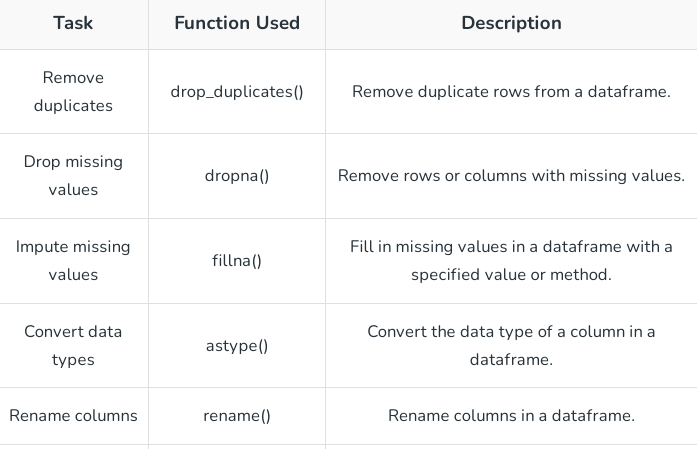 Task
Function Used
Description
Remove
duplicates
drop_duplicates()
Remove duplicate rows from a dataframe.
Drop missing
values
dropna()
Remove rows or columns with missing values.
Impute missing
values
fillna()
Fill in missing values in a dataframe with a
specified value or method.
Convert data
types
astype()
Convert the data type of a column in a
dataframe.
Rename columns
rename()
Rename columns in a dataframe.